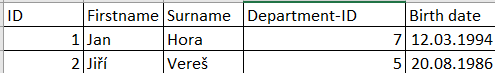 ID Firstname Surname Department-ID Birth date
1 Jan Hora 7 12.03.1994
2 Jiří Vereš 5 20.08.1986